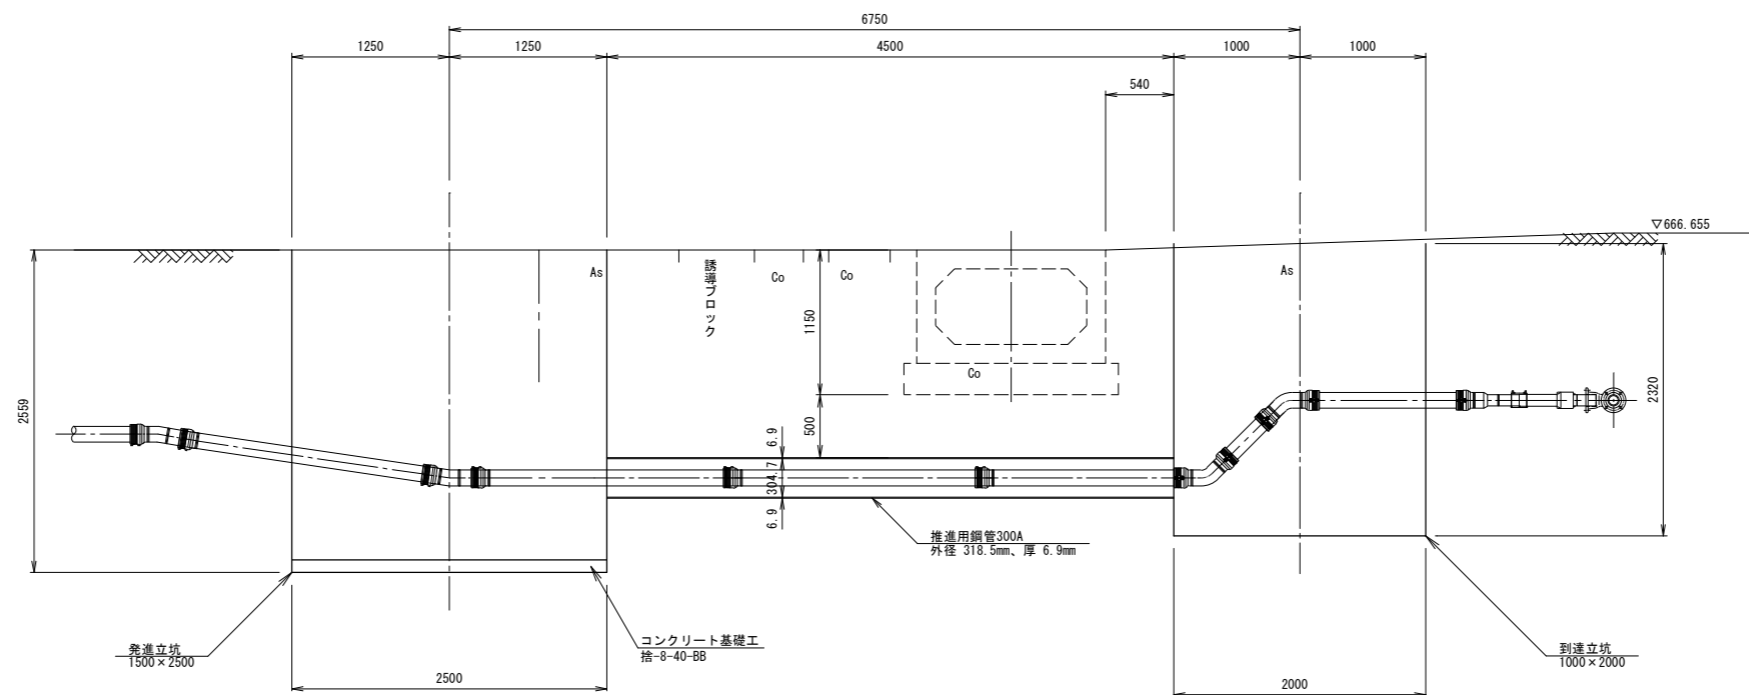 6750
1250
1250
4500
1000
1000
540
▽666.655
As
誘導ブロック
Co
Co
As
1150
Co
2559
2320
500
6.9
304.7
6.9
推進用鋼管300A
外径 318.5mm、厚 6.9mm
発進立坑
1500×2500
コンクリート基礎工
捨-8-40-BB
到達立坑
1000×2000
2500
2000